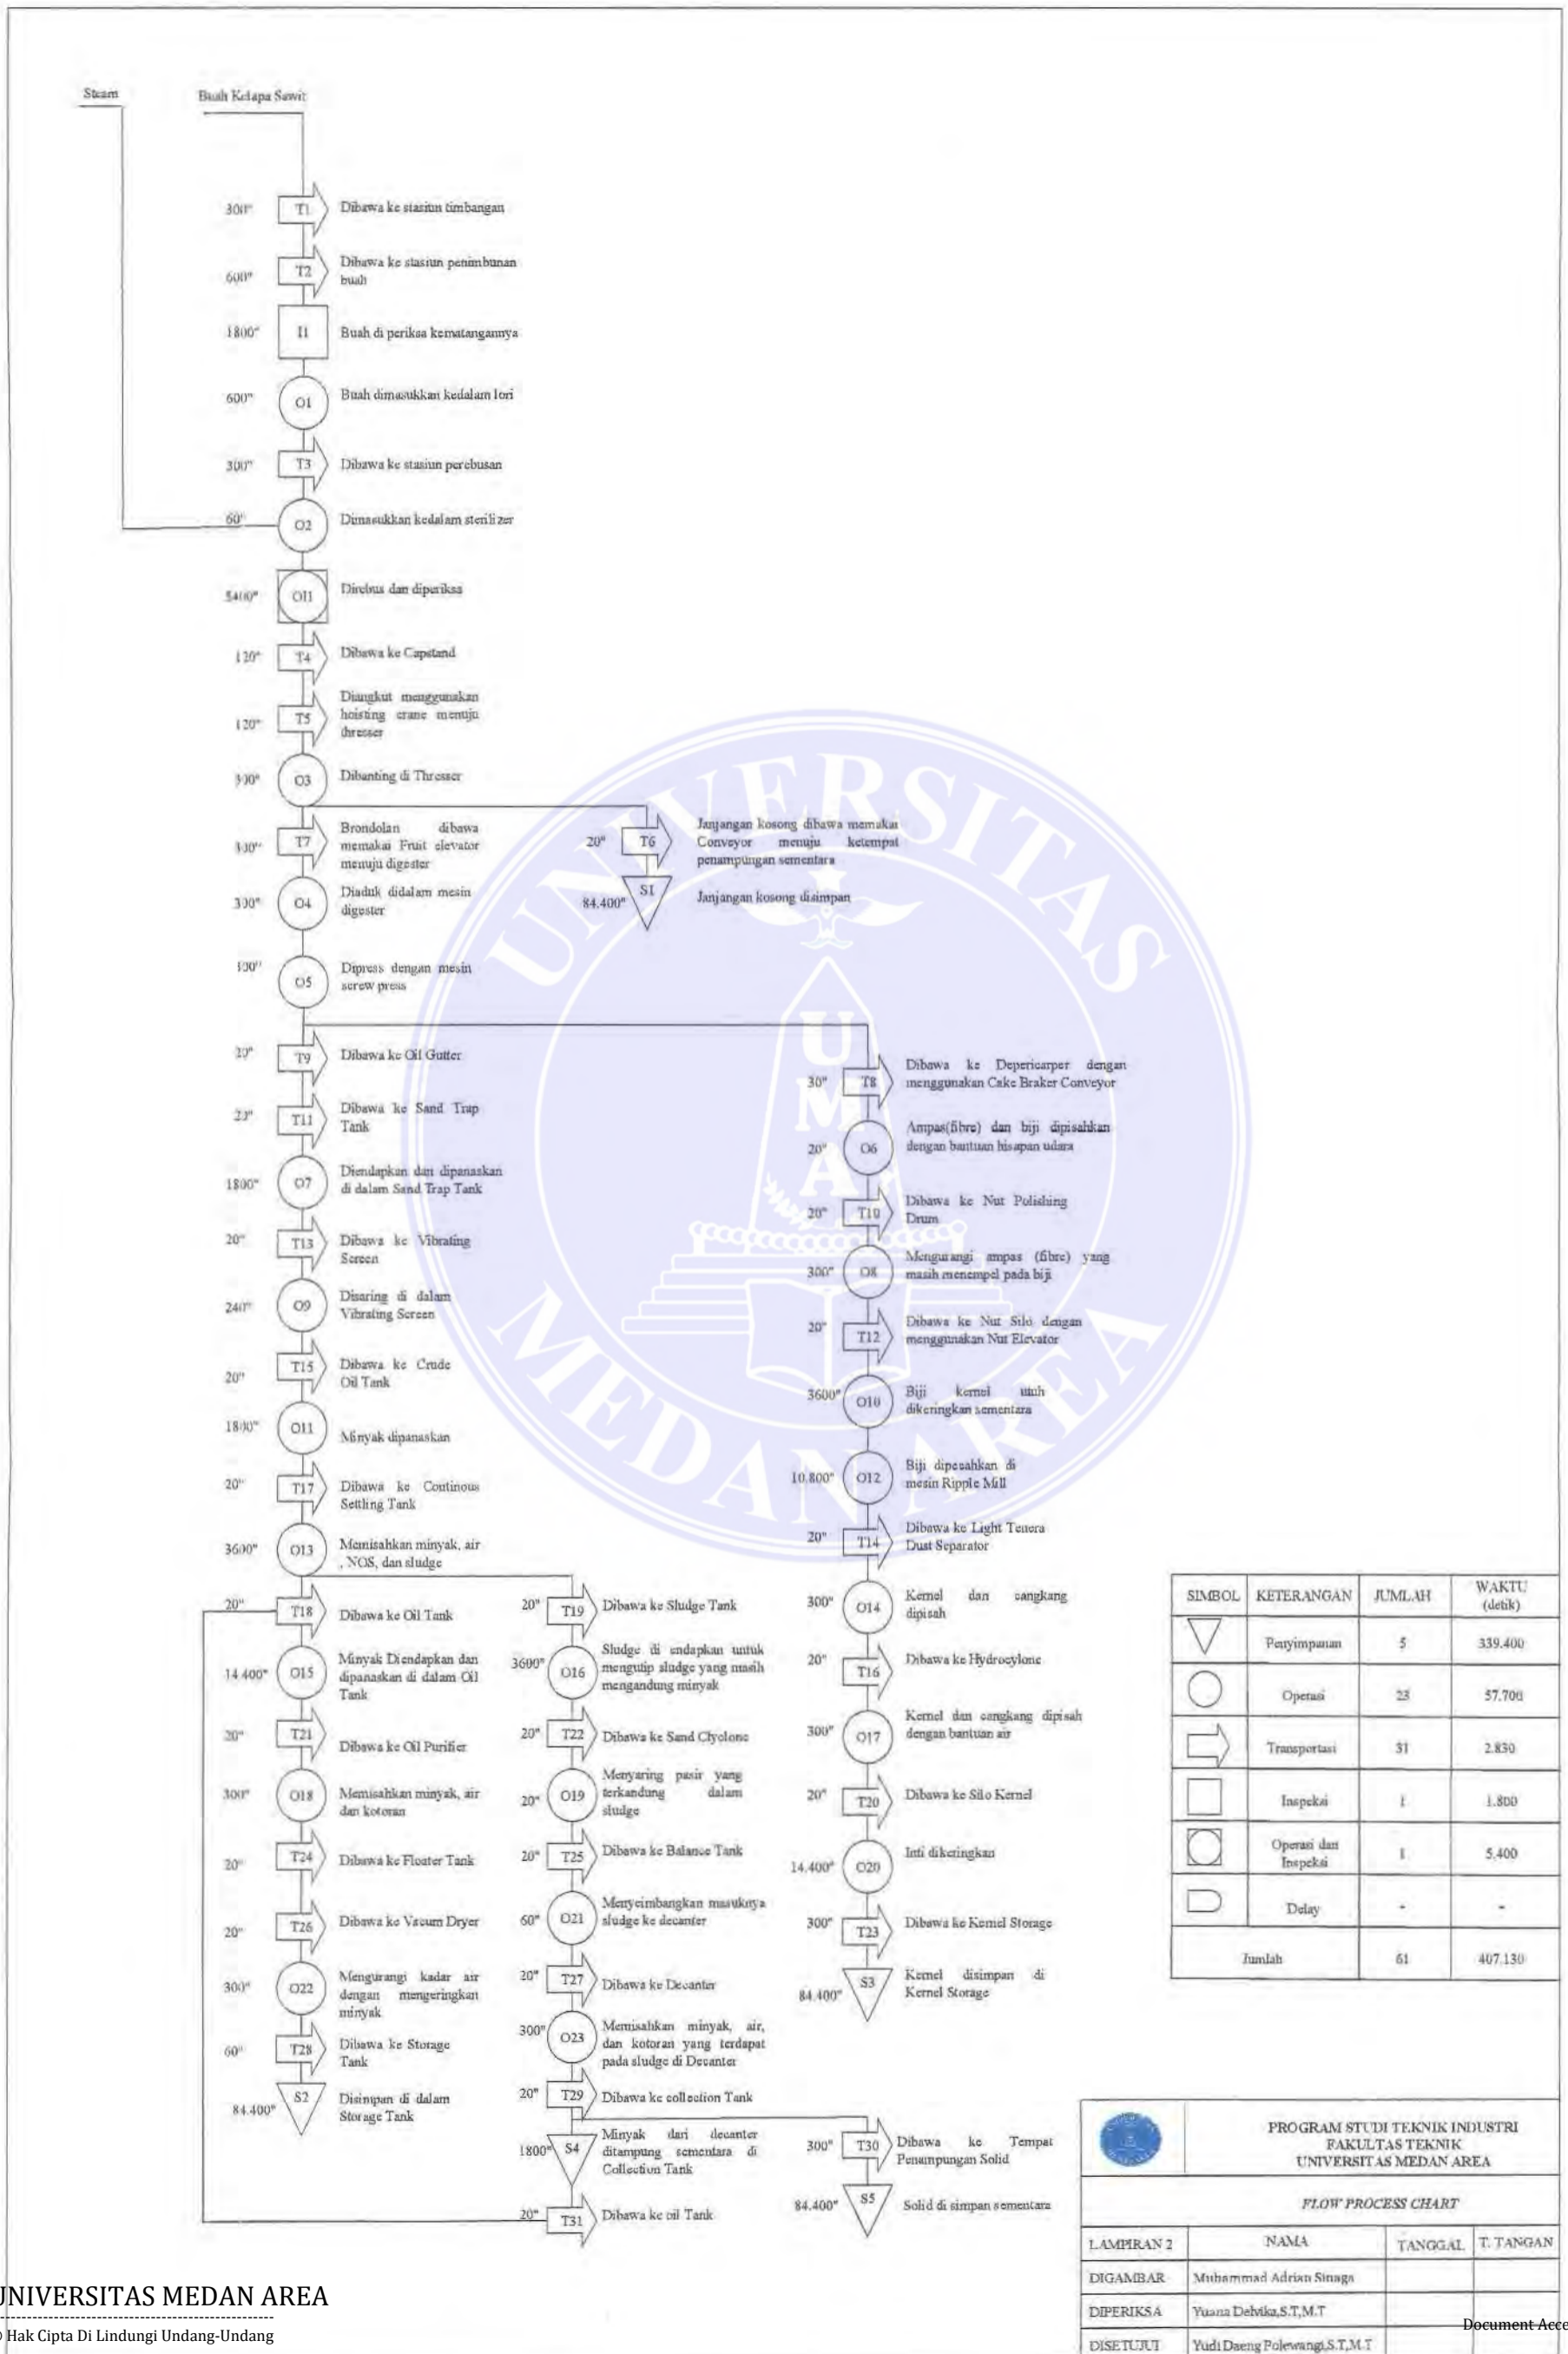 Steam
Buah Kelapa Sawit
300"
T1
Dibawa ke stasiun timbangan
600"
T2
Dibawa ke stasiun penimbunan
buah
1800"
I1
Buah di periksa kematangannya
600"
O1
Buah dimasukkan kedalam lori
300"
T3
Dibawa ke stasiun perebusan
60"
O2
Dimasukkan kedalam sterilizer
5400"
OI1
Direbus dan diperiksa
120"
T4
Dibawa ke Capstand
120"
T5
Diangkut menggunakan
hoisting crane menuju
thresser
O3
Dibanting di Thresser
T7
Brondolan dibawa
memakai Fruit elevator
menuju digester
20"
T6
Janjangan kosong dibawa memakai
Conveyor menuju ketempat
penampungan sementara
300"
O4
Diaduk didalam mesin
digester
84.400"
S1
Janjangan kosong disimpan
O5
Dipress dengan mesin
screw press
20"
T9
Dibawa ke Oil Gutter
20"
T11
Dibawa ke Sand Trap
Tank
1800"
O7
Diendapkan dan dipanaskan
di dalam Sand Trap Tank
20"
T13
Dibawa ke Vibrating
Screen
240"
O9
Disaring di dalam
Vibrating Screen
20"
T15
Dibawa ke Crude
Oil Tank
1800"
O11
Minyak dipanaskan
20"
T17
Dibawa ke Continous
Settling Tank
3600"
O13
Memisahkan minyak, air
, NOS, dan sludge
30"
T8
Dibawa ke Depericarper dengan
menggunakan Cake Braker Conveyor
20"
O6
Ampas(fibre) dan biji dipisahkan
dengan bantuan hisapan udara
20"
T10
Dibawa ke Nut Polishing
Drum
300"
O8
Mengurangi ampas (fibre) yang
masih menempel pada biji
20"
T12
Dibawa ke Nut Silo dengan
menggunakan Nut Elevator
3600"
O10
Biji kernel utuh
dikeringkan sementara
10.800"
O12
Biji dipecahkan di
mesin Ripple Mill
20"
T14
Dibawa ke Light Tenera
Dust Separator
300"
O14
Kernel dan cangkang
dipisah
20"
T16
Dibawa ke Hydrocylone
300"
O17
Kernel dan cangkang dipisah
dengan bantuan air
20"
T20
Dibawa ke Silo Kernel
14.400"
O20
Inti dikeringkan
300"
T23
Dibawa ke Kernel Storage
84.400"
S3
Kernel disimpan di
Kernel Storage
20"
T18
Dibawa ke Oil Tank
14.400"
O15
Minyak Diendapkan dan
dipanaskan di dalam Oil
Tank
20"
T21
Dibawa ke Oil Purifier
300"
O18
Memisahkan minyak, air
dan kotoran
20"
T24
Dibawa ke Floater Tank
20"
T26
Dibawa ke Vacum Dryer
300"
O22
Mengurangi kadar air
dengan mengeringkan
minyak
60"
T28
Dibawa ke Storage
Tank
84.400"
S2
Disimpan di dalam
Storage Tank
20"
T19
Dibawa ke Sludge Tank
3600"
O16
Sludge di endapkan untuk
mengutip sludge yang masih
mengandung minyak
20"
T22
Dibawa ke Sand Clyclone
20"
O19
Menyaring pasir yang
terkandung dalam
sludge
20"
T25
Dibawa ke Balance Tank
60"
O21
Menyeimbangkan masuknya
sludge ke decanter
20"
T27
Dibawa ke Decanter
300"
O23
Memisahkan minyak, air,
dan kotoran yang terdapat
pada sludge di Decanter
20"
T29
Dibawa ke collection Tank
1800"
S4
Minyak dari decanter
ditampung sementara di
Collection Tank
20"
T31
Dibawa ke oil Tank
300"
T30
Dibawa ke Tempat
Penampungan Solid
84.400"
S5
Solid di simpan sementara
SIMBOL KETERANGAN JUMLAH WAKTU (detik)
Penyimpanan 5 339.400
Operasi 23 57.700
Transportasi 31 2.830
Inspeksi 1 1.800
Operasi dan Inspeksi 1 5.400
Delay - -
Jumlah 61 407.130
PROGRAM STUDI TEKNIK INDUSTRI
FAKULTAS TEKNIK
UNIVERSITAS MEDAN AREA
FLOW PROCESS CHART
LAMPIRAN 2 NAMA TANGGAL T. TANGAN
DIGAMBAR Muhammad Adrian Sinaga
DIPERIKSA Yuana Delvika,S.T,M.T
DISETUJUI Yudi Daeng Polewangi,S.T,M.T
UNIVERSITAS MEDAN AREA
UMA
UNIVERSITAS MEDAN AREA
Hak Cipta Di Lindungi Undang-Undang
Document Acce